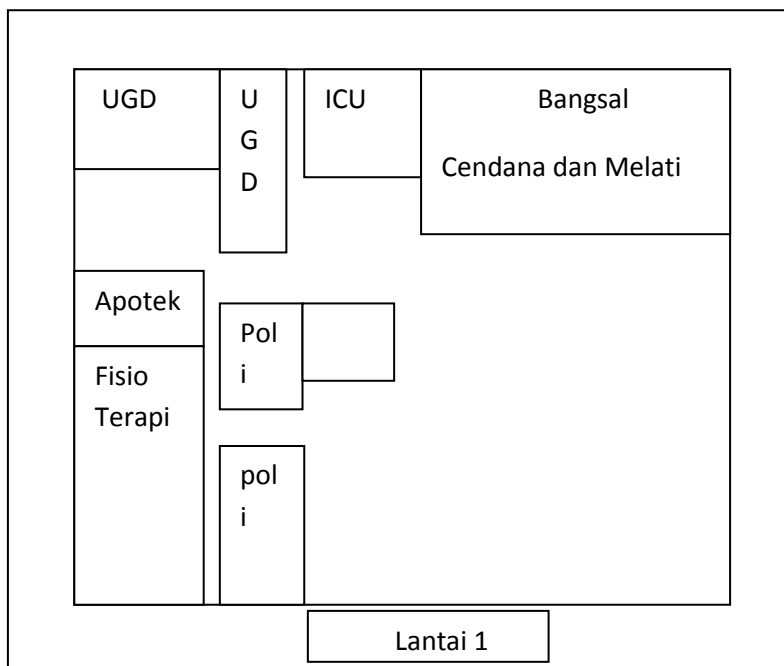 UGD
U
G
D
ICU
Bangsal
Cendana dan Melati
Apotek
Fisio
Terapi
Pol
i
pol
i
Lantai 1